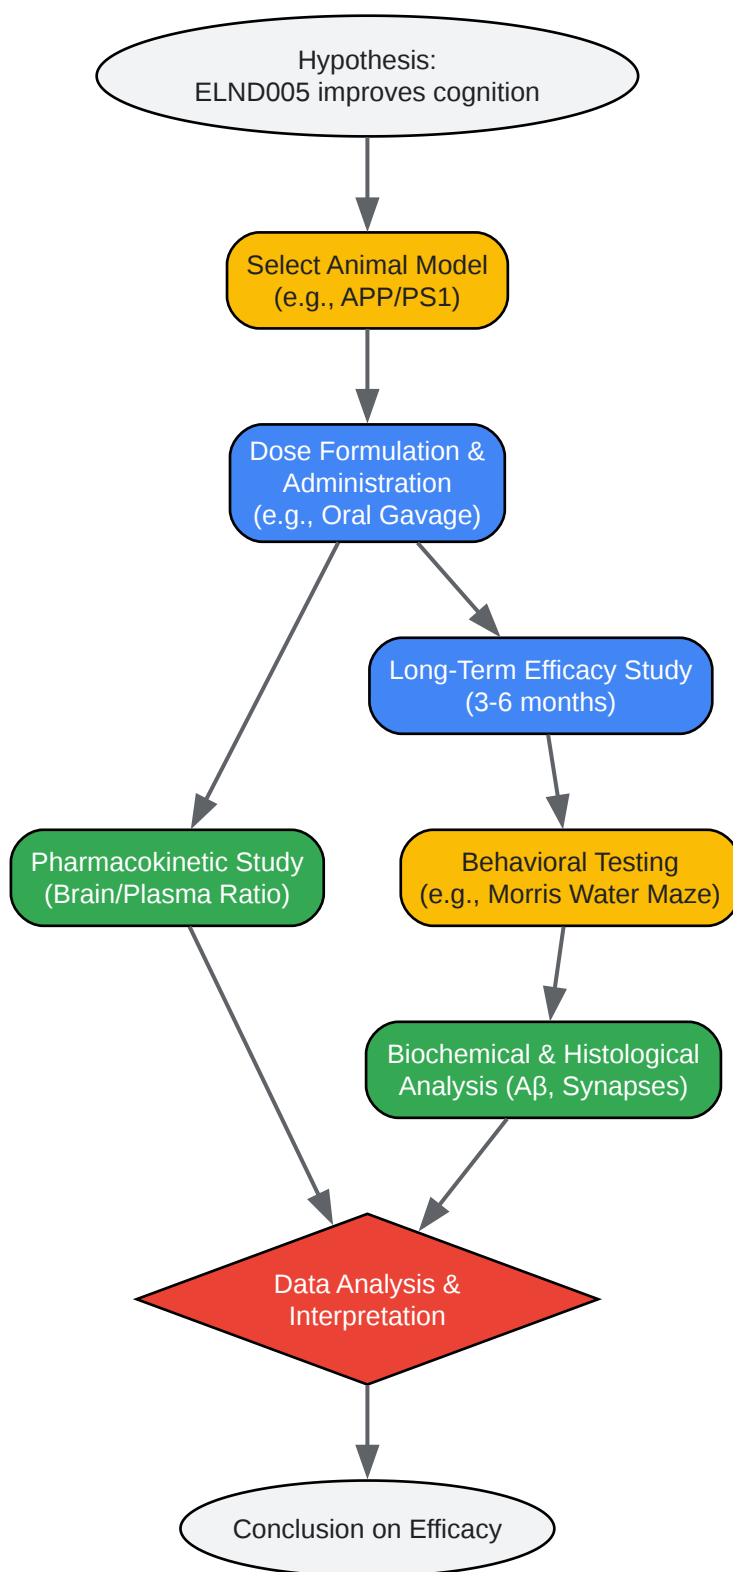 Hypothesis:
ELND005 improves cognition
Select Animal Model
(e.g., APP/PS1)
Dose Formulation &
Administration
(e.g., Oral Gavage)
Long-Term Efficacy Study
(3-6 months)
Pharmacokinetic Study
(Brain/Plasma Ratio)
Behavioral Testing
(e.g., Morris Water Maze)
Biochemical & Histological
Analysis (Aβ, Synapses)
Data Analysis &
Interpretation
Conclusion on Efficacy